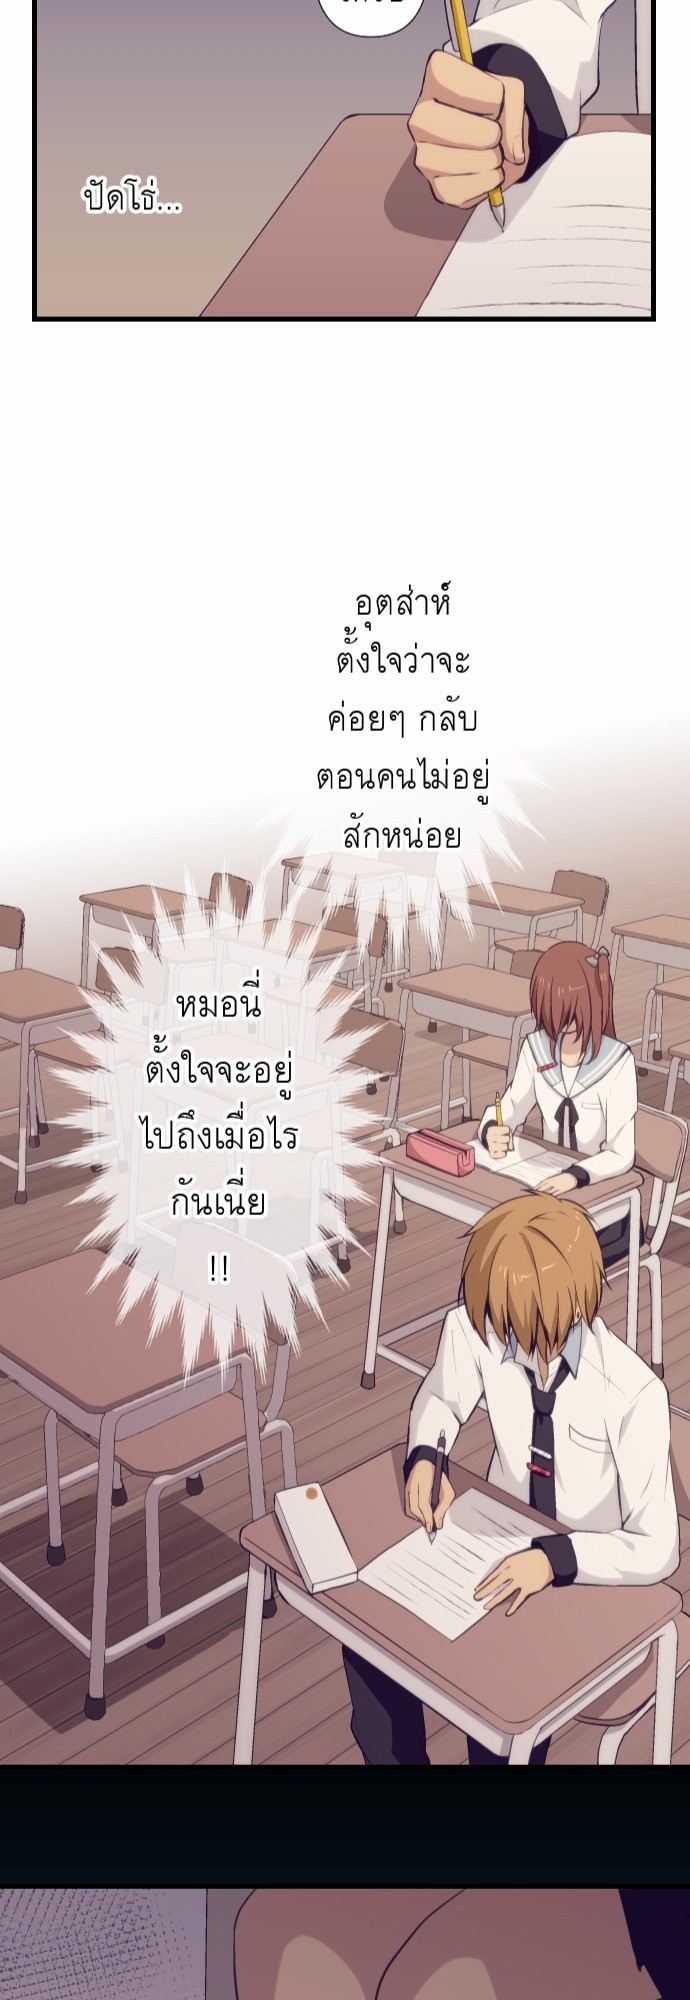 ปัดโธ่...
อุตส่าห์
ตั้งใจว่าจะ
ค่อยๆ กลับ
ตอนคนไม่อยู่
สักหน่อย
หมอนี่
ตั้งใจจะอยู่
ไปถึงเมื่อไร
กันเนี่ย
!!